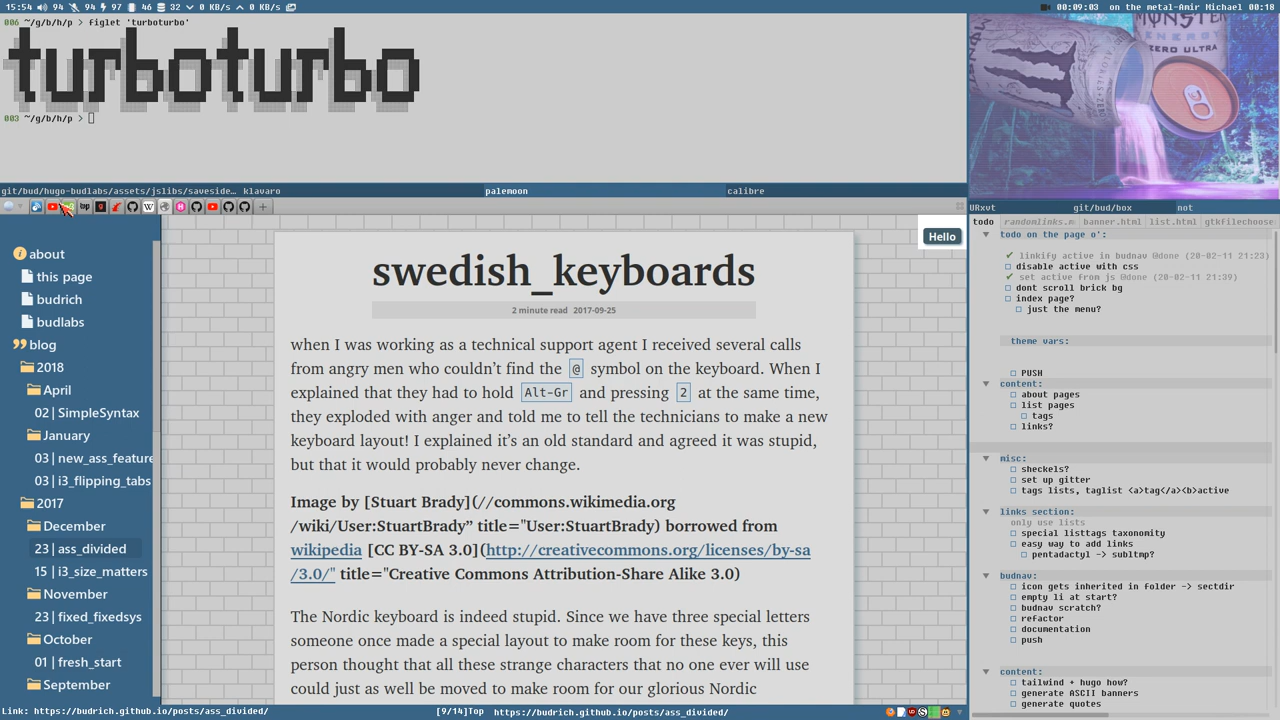 15:54 94 94 97 46 32 0 KB/s 0 KB/s
00:09:03 on the metal-Amir Michael 00:18
006 ~/g/b/h/p > figlet 'turboturbo'
turboturbo
003 ~/g/b/h/p >
MONSTER
ENERGY
ZERO ULTRA
git/bud/hugo-budlabs/assets/jslibs/saveside… klavaro
palemoon
calibre
URxvt
git/bud/box
not
todo randomlinks.m banner.html list.html gtkfilechoose
about
this page
budrich
budlabs
blog
2018
April
02 | SimpleSyntax
January
03 | new_ass_feature
03 | i3_flipping_tabs
2017
December
23 | ass_divided
15 | i3_size_matters
November
23 | fixed_fixedsys
October
01 | fresh_start
September
Hello
swedish_keyboards
2 minute read 2017-09-25
when I was working as a technical support agent I received several calls
from angry men who couldn’t find the @ symbol on the keyboard. When I
explained that they had to hold Alt-Gr and pressing 2 at the same time,
they exploded with anger and told me to tell the technicians to make a new
keyboard layout! I explained it’s an old standard and agreed it was stupid,
but that it would probably never change.
Image by [Stuart Brady](//commons.wikimedia.org
/wiki/User:StuartBrady” title="User:StuartBrady) borrowed from
wikipedia [CC BY-SA 3.0](http://creativecommons.org/licenses/by-sa
/3.0/" title="Creative Commons Attribution-Share Alike 3.0)
The Nordic keyboard is indeed stupid. Since we have three special letters
someone once made a special layout to make room for these keys, this
person thought that all these strange characters that no one ever will use
could just as well be moved to make room for our glorious Nordic
todo on the page o':
✔ linkify active in budnav @done (20-02-11 21:23)
disable active with css
✔ set active from js @done (20-02-11 21:39)
dont scroll brick bg
index page?
just the menu?
theme vars:
PUSH
content:
about pages
list pages
tags
links?
misc:
sheckels?
set up gitter
tags lists, taglist <a>tag</a><b>active
links section:
only use lists
special listags taxonomity
easy way to add links
pentadactyl -> subltmp?
budnav:
icon gets inherited in folder -> sectdir
empty li at start?
budnav scratch?
refactor
documentation
push
content:
tailwind + hugo how?
generate ASCII banners
generate quotes
Link: https://budrich.github.io/posts/ass_divided/
[9/14]Top https://budrich.github.io/posts/ass_divided/